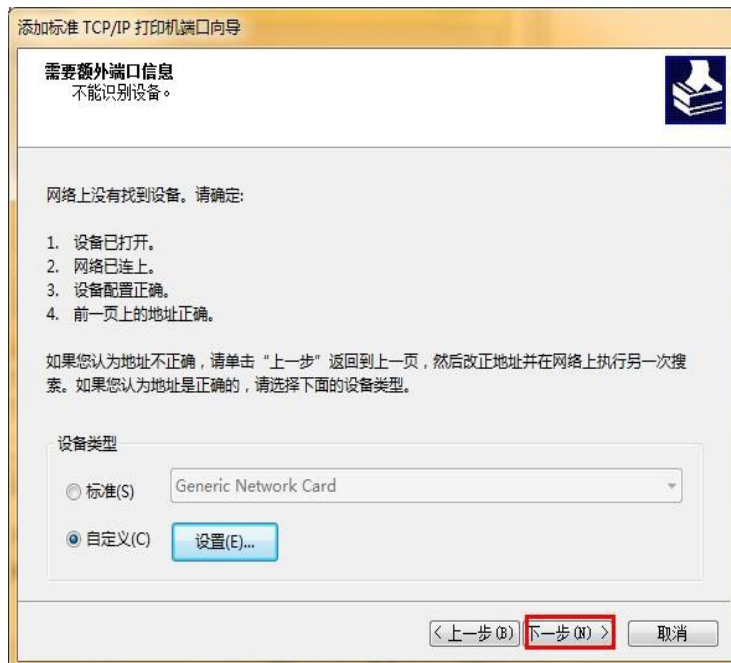 添加标准 TCP/IP 打印机端口向导
需要额外端口信息
不能识别设备。
网络上没有找到设备。请确定:
1. 设备已打开。
2. 网络已连上。
3. 设备配置正确。
4. 前一页上的地址正确。
如果您认为地址不正确，请单击“上一步”返回到上一页，然后改正地址并在网络上执行另一次搜
索。如果您认为地址是正确的，请选择下面的设备类型。
设备类型
标准(S) Generic Network Card
自定义(C) 设置(E)...
< 上一步(B) 下一步(N) > 取消